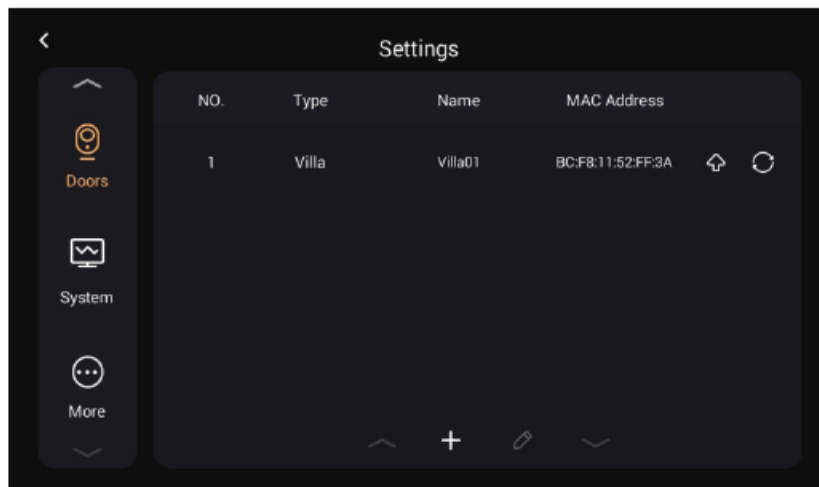 Settings
NO. Type Name MAC Address
1 Villa Villa01 BC:F8:11:52:FF:3A
Doors
System
More